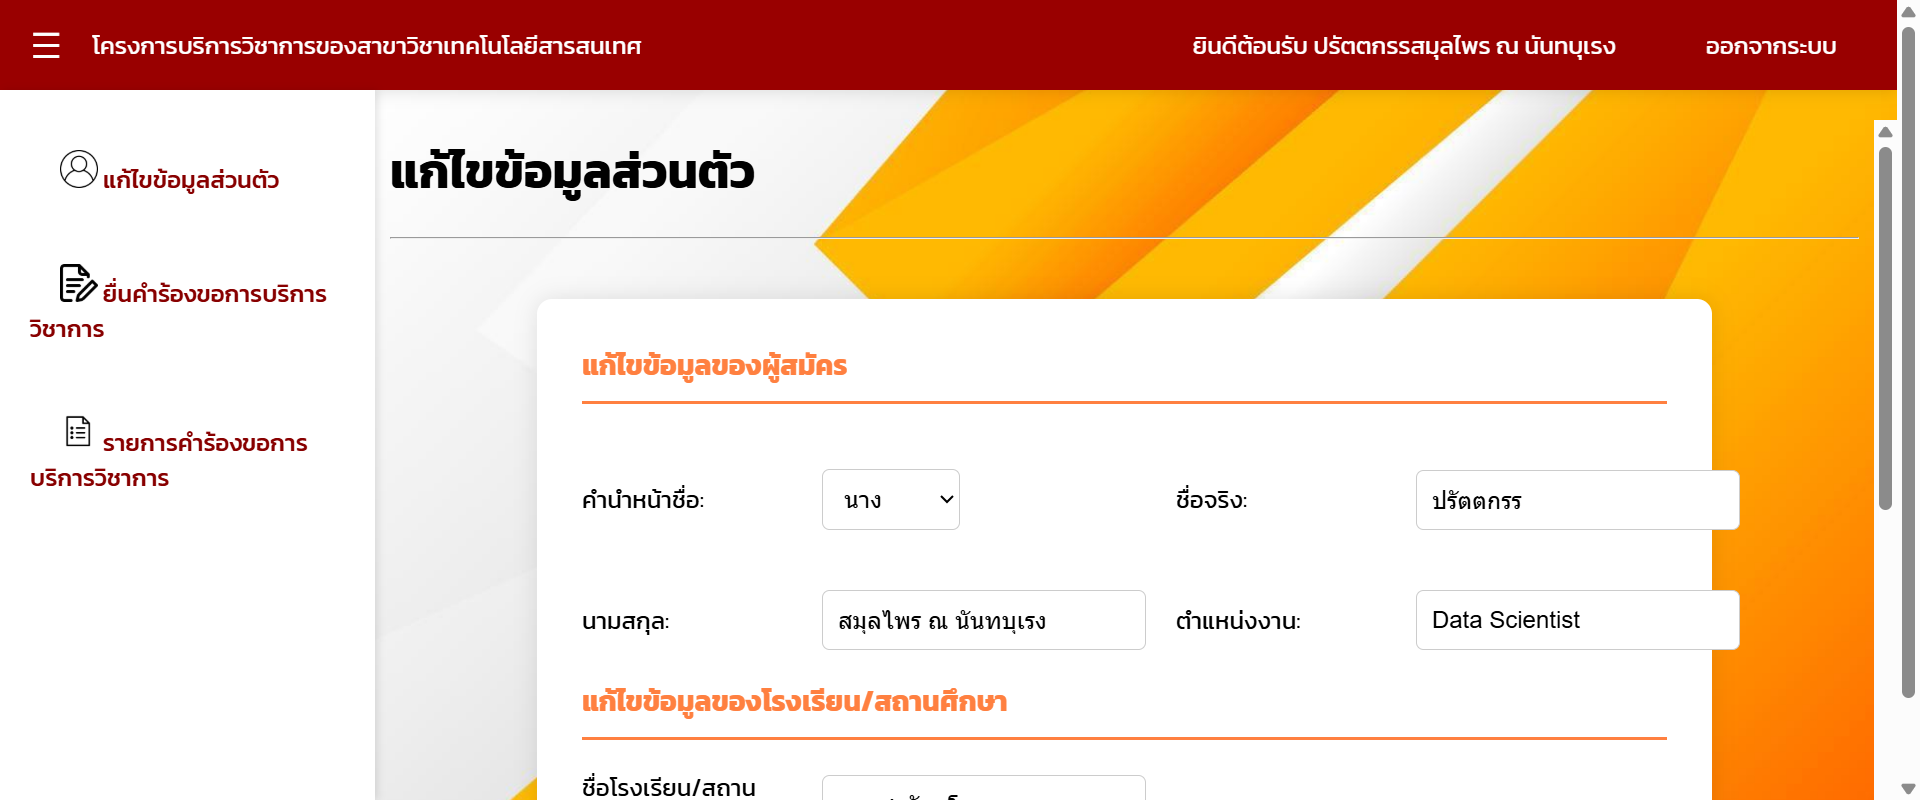 ☰ โครงการบริการวิชาการของสาขาวิชาเทคโนโลยีสารสนเทศ ยินดีต้อนรับ ปรัตตกรรสมุลไพร ณ นันทบุเรง ออกจากระบบ
แก้ไขข้อมูลส่วนตัว
ยื่นคำร้องขอการบริการ
วิชาการ
รายการคำร้องขอการ
บริการวิชาการ
แก้ไขข้อมูลส่วนตัว
แก้ไขข้อมูลของผู้สมัคร
คำนำหน้าชื่อ: นาง ชื่อจริง: ปรัตตกรร
นามสกุล: สมุลไพร ณ นันทบุเรง ตำแหน่งงาน: Data Scientist
แก้ไขข้อมูลของโรงเรียน/สถานศึกษา
ชื่อโรงเรียน/สถาน